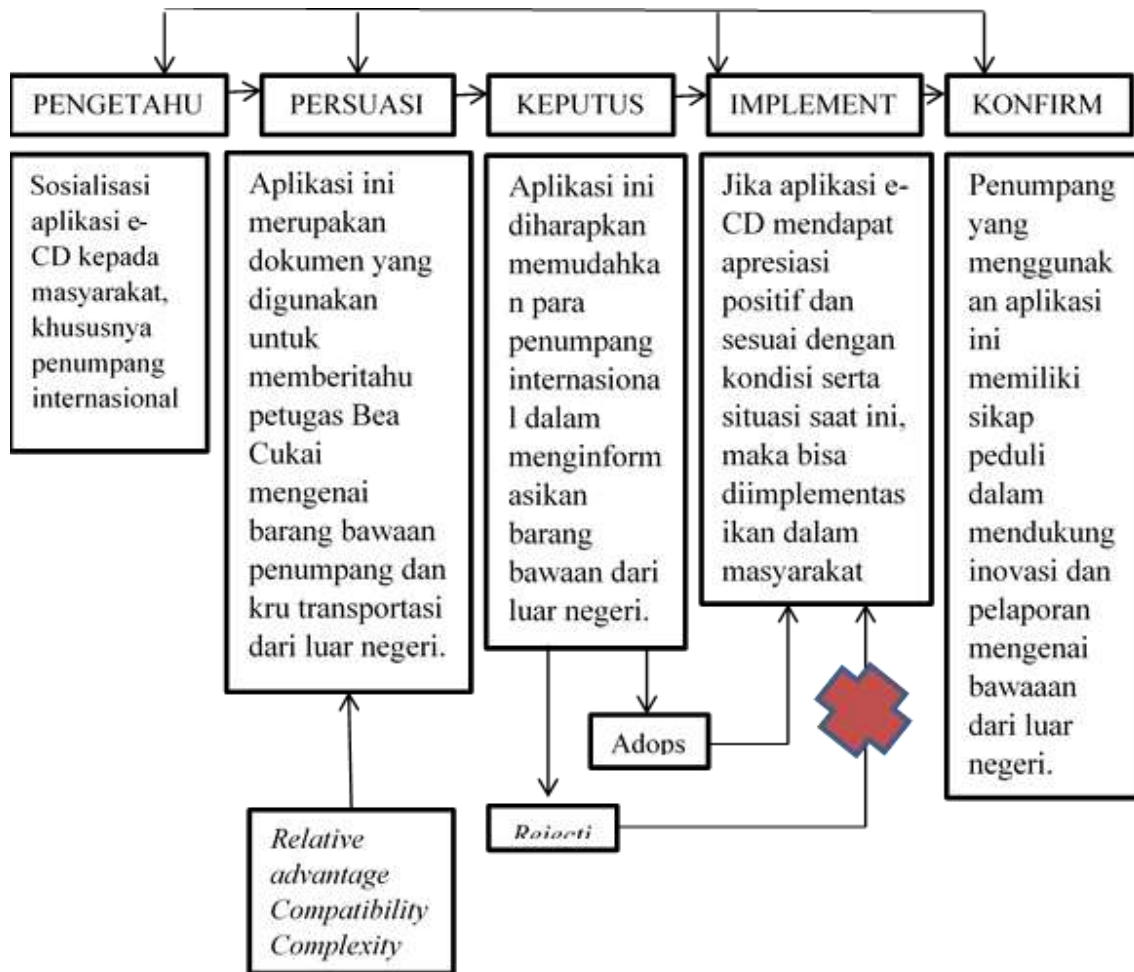 PENGETAHU
PERSUASI
KEPUTUS
IMPLEMENT
KONFIRM
Sosialisasi
aplikasi e-
CD kepada
masyarakat,
khususnya
penumpang
internasional
Aplikasi ini
merupakan
dokumen yang
digunakan
untuk
memberitahu
petugas Bea
Cukai
mengenai
barang bawaan
penumpang dan
kru transportasi
dari luar negeri.
Aplikasi ini
diharapkan
memudahka
n para
penumpang
internasiona
l dalam
menginform
asikan
barang
bawaan dari
luar negeri.
Jika aplikasi e-
CD mendapat
apresiasi
positif dan
sesuai dengan
kondisi serta
situasi saat ini,
maka bisa
diimplementas
ikan dalam
masyarakat
Penumpang
yang
menggunak
an aplikasi
ini
memiliki
sikap
peduli
dalam
mendukung
inovasi dan
pelaporan
mengenai
bawaaan
dari luar
negeri.
Adops
Rejecti
Relative
advantage
Compatibility
Complexity